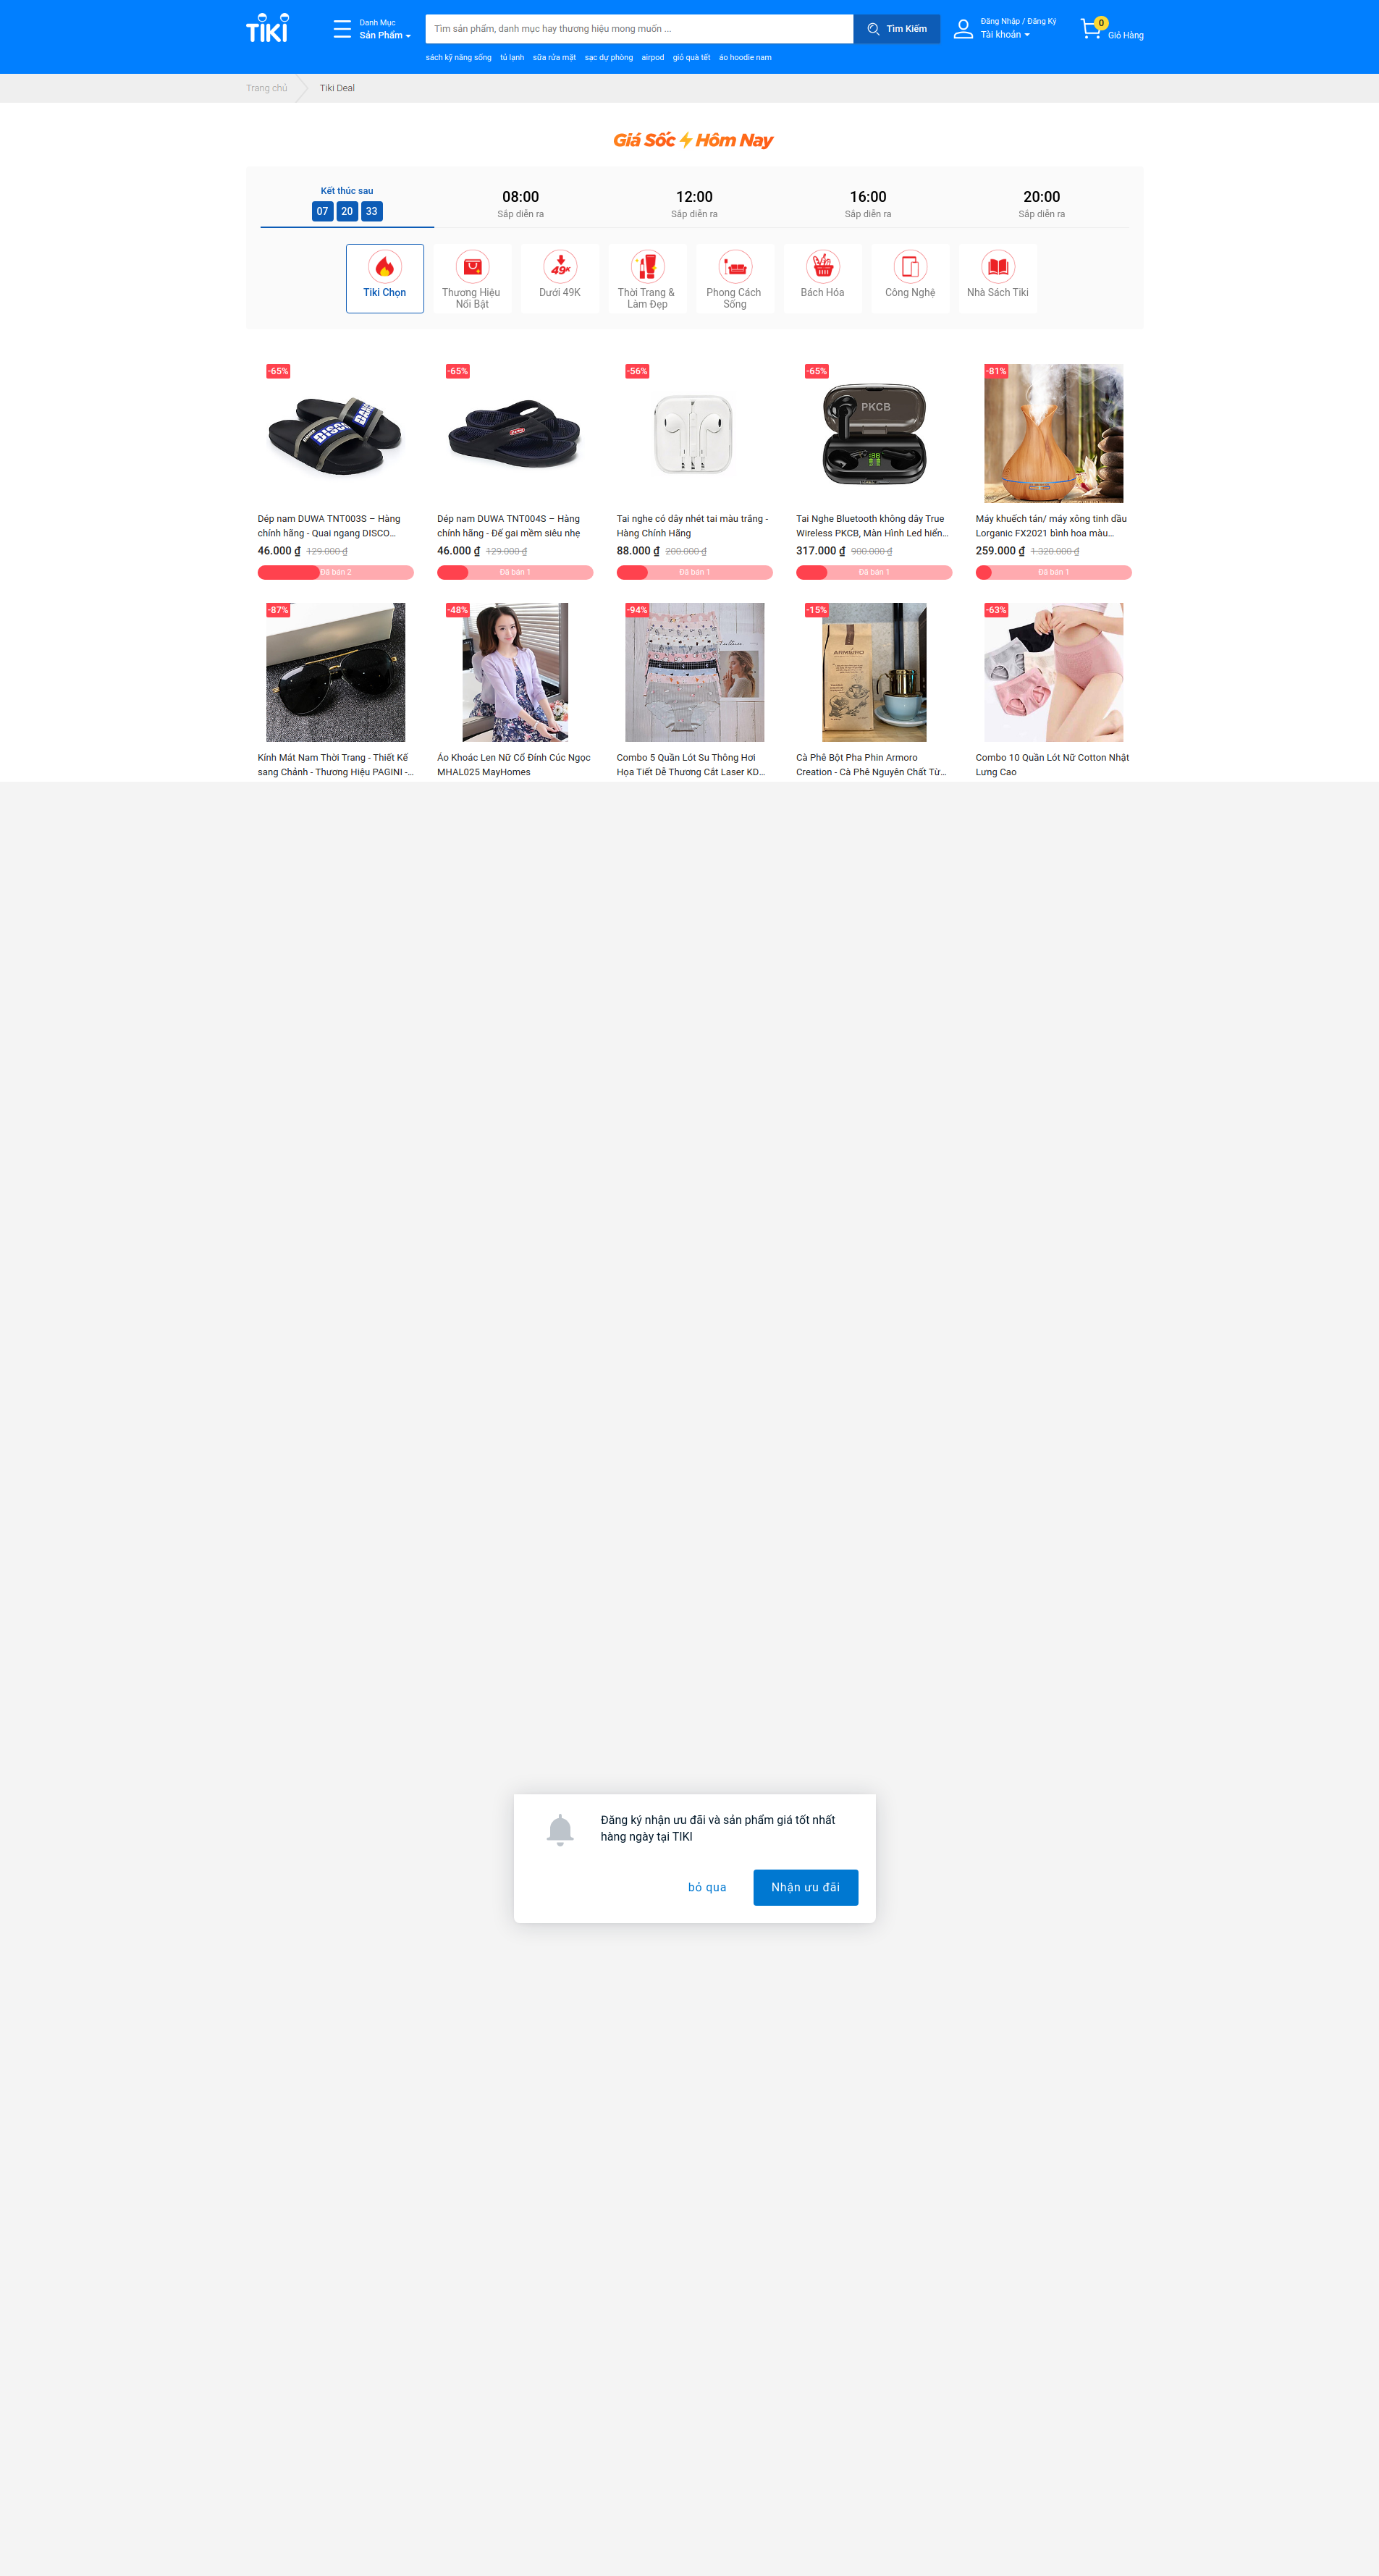 TIKI
Danh Mục
Sản Phẩm
Tìm sản phẩm, danh mục hay thương hiệu mong muốn ...
Tìm Kiếm
Đăng Nhập / Đăng Ký
Tài khoản
0
Giỏ Hàng
sách kỹ năng sống tủ lạnh sữa rửa mặt sạc dự phòng airpod giỏ quà tết áo hoodie nam
Trang chủ
Tiki Deal
Giá Sốc Hôm Nay
Kết thúc sau
07 20 33
08:00
Sắp diễn ra
12:00
Sắp diễn ra
16:00
Sắp diễn ra
20:00
Sắp diễn ra
Tiki Chọn
Thương Hiệu
Nổi Bật
49K
Dưới 49K
Thời Trang &
Làm Đẹp
Phong Cách
Sống
Bách Hóa
Công Nghệ
Nhà Sách Tiki
-65%
Dép nam DUWA TNT003S – Hàng
chính hãng - Quai ngang DISCO...
46.000 ₫ 129.000 ₫
Đã bán 2
-65%
Dép nam DUWA TNT004S – Hàng
chính hãng - Đế gai mềm siêu nhẹ
46.000 ₫ 129.000 ₫
Đã bán 1
-56%
Tai nghe có dây nhét tai màu trắng -
Hàng Chính Hãng
88.000 ₫ 200.000 ₫
Đã bán 1
-65%
PKCB
Tai Nghe Bluetooth không dây True
Wireless PKCB, Màn Hình Led hiển...
317.000 ₫ 900.000 ₫
Đã bán 1
-81%
Máy khuếch tán/ máy xông tinh dầu
Lorganic FX2021 bình hoa màu...
259.000 ₫ 1.320.000 ₫
Đã bán 1
-87%
Kính Mát Nam Thời Trang - Thiết Kế
sang Chảnh - Thương Hiệu PAGINI -...
-48%
Áo Khoác Len Nữ Cổ Đính Cúc Ngọc
MHAL025 MayHomes
-94%
Combo 5 Quần Lót Su Thông Hơi
Họa Tiết Dễ Thương Cắt Laser KD...
-15%
ARMERO
Cà Phê Bột Pha Phin Armoro
Creation - Cà Phê Nguyên Chất Từ...
-63%
Combo 10 Quần Lót Nữ Cotton Nhật
Lưng Cao
Đăng ký nhận ưu đãi và sản phẩm giá tốt nhất
hàng ngày tại TIKI
bỏ qua
Nhận ưu đãi